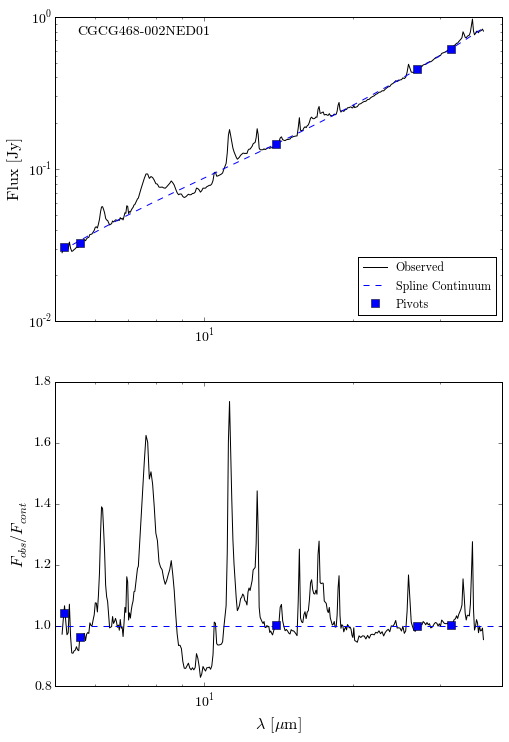 CGCG468-002NED01
10^0
10^-1
10^-2
Flux [Jy]
Observed
Spline Continuum
Pivots
10^1
1.8
1.6
1.4
1.2
1.0
0.8
F_obs/F_cont
10^1
λ [μm]